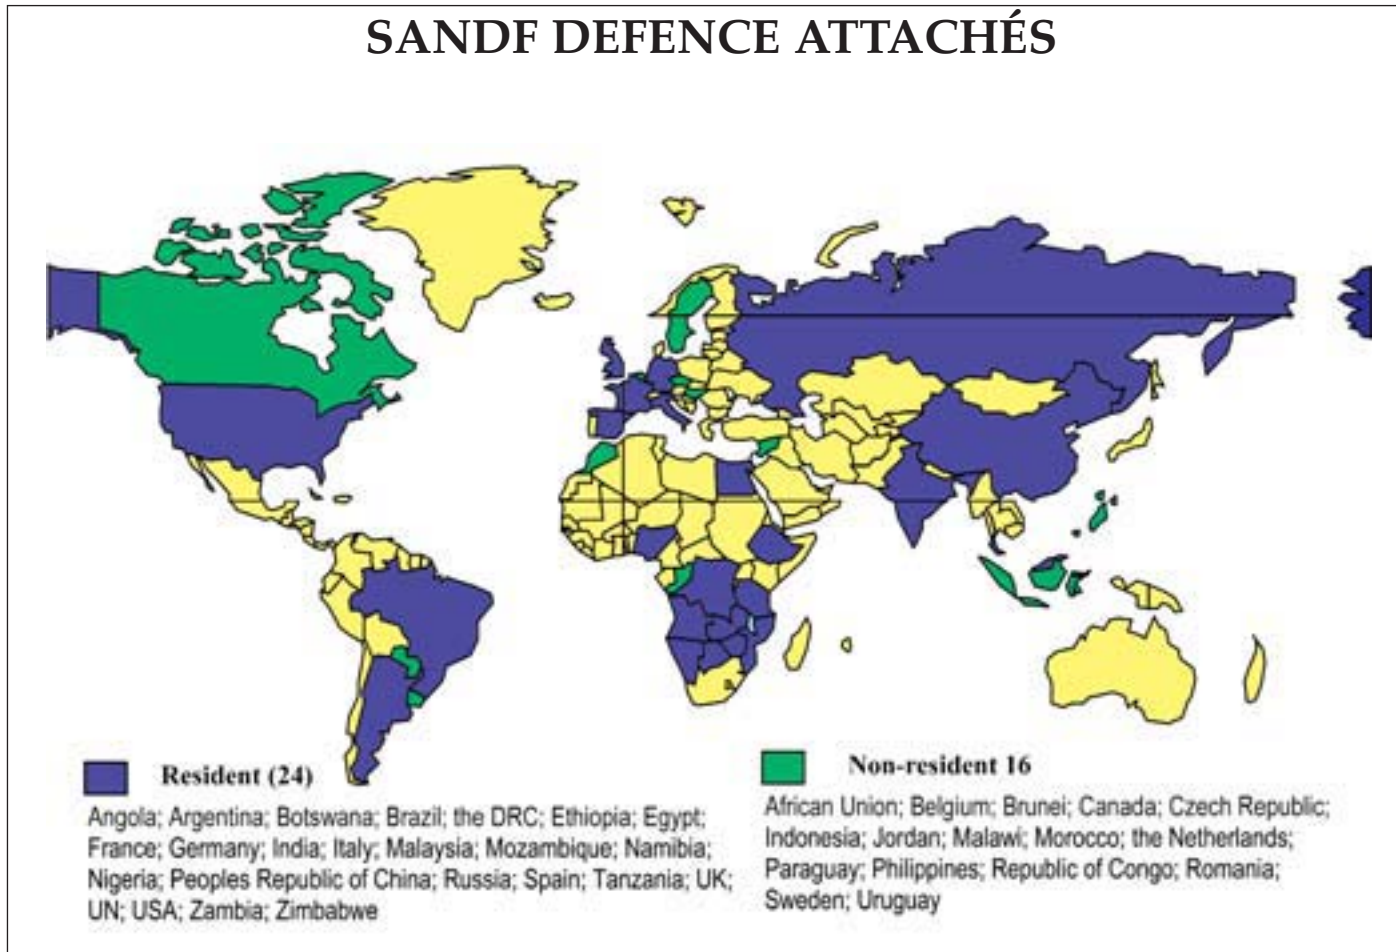 SANDF DEFENCE ATTACHÉS
Resident (24)
Angola; Argentina; Botswana; Brazil; the DRC; Ethiopia; Egypt;
France; Germany; India; Italy; Malaysia; Mozambique; Namibia;
Nigeria; Peoples Republic of China; Russia; Spain; Tanzania; UK;
UN; USA; Zambia; Zimbabwe
Non-resident 16
African Union; Belgium; Brunei; Canada; Czech Republic;
Indonesia; Jordan; Malawi; Morocco; the Netherlands;
Paraguay; Philippines; Republic of Congo; Romania;
Sweden; Uruguay